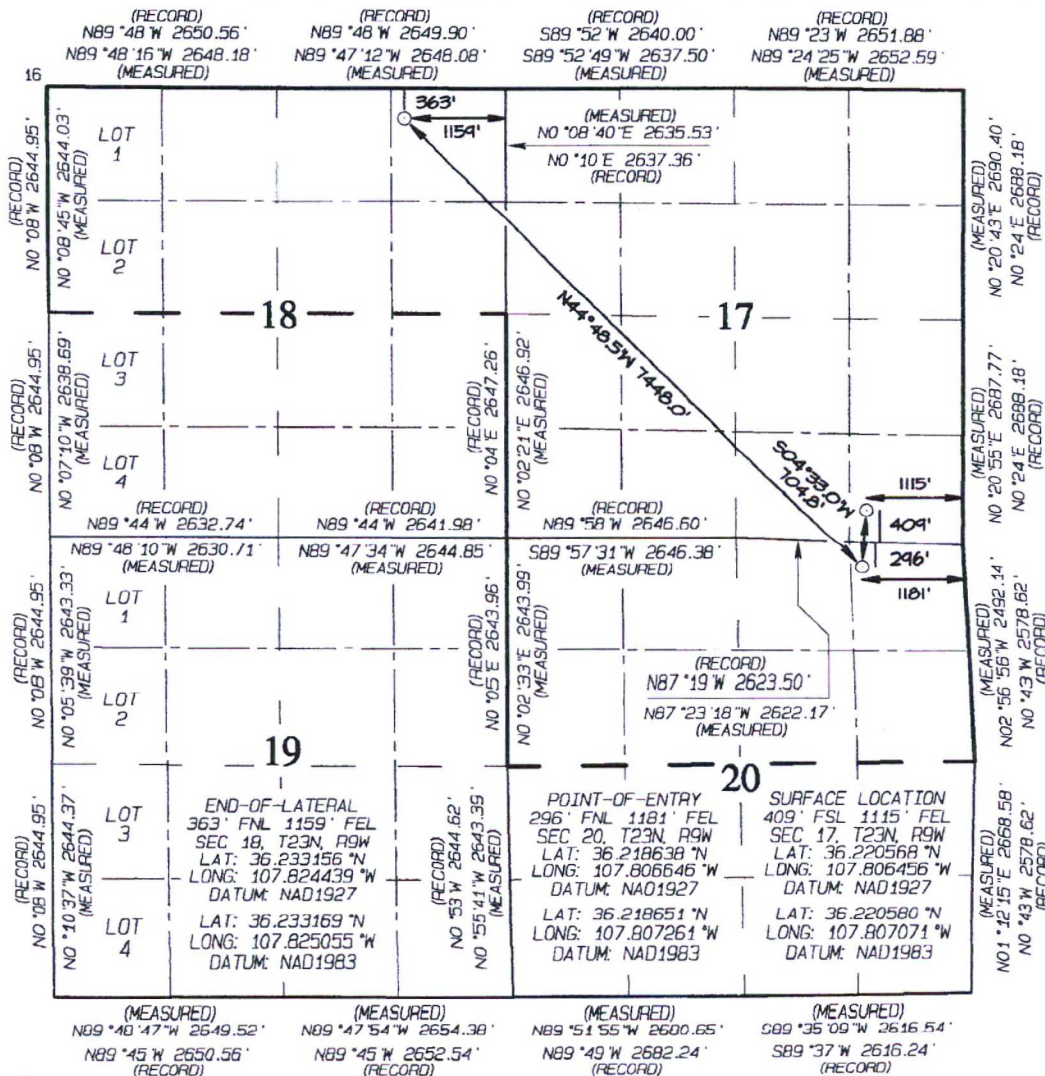 (RECORD)
N89°48'W 2650.56'
N89°48'16"W 2648.18'
(MEASURED)
(RECORD)
N89°48'W 2649.90'
N89°47'12"W 2648.08'
(MEASURED)
(RECORD)
S89°52'W 2640.00'
S89°52'49"W 2637.50'
(MEASURED)
(RECORD)
N89°23'W 2651.88'
N89°24'25"W 2652.59'
(MEASURED)
16
363'
1159'
(MEASURED)
N0°08'40"E 2635.53'
N0°10'E 2637.36'
(RECORD)
LOT
1
LOT
2
(RECORD)
N0°08'W 2644.95'
N0°08'45"W 2644.03'
(MEASURED)
(MEASURED)
N0°20'43"E 2690.40'
N0°24'E 2688.18'
(RECORD)
18
17
N44°48.5'W 7448.0'
LOT
3
LOT
4
(RECORD)
N0°08'W 2644.95'
N0°07'10"W 2638.69'
(MEASURED)
(RECORD)
N0°04'E 2647.26'
N0°02'21"E 2646.92'
(MEASURED)
(MEASURED)
N0°20'55"E 2687.77'
N0°24'E 2688.18'
(RECORD)
S04°33.0'W
704.8'
1115'
409'
296'
1181'
(RECORD)
N89°44'W 2632.74'
N89°48'10"W 2630.71'
(MEASURED)
(RECORD)
N89°44'W 2641.98'
N89°47'34"W 2644.85'
(MEASURED)
(RECORD)
N89°58'W 2646.60'
S89°57'31"W 2646.38'
(MEASURED)
(RECORD)
N87°19'W 2623.50'
N87°23'18"W 2622.17'
(MEASURED)
LOT
1
LOT
2
(RECORD)
N0°08'W 2644.95'
N0°05'39"W 2643.33'
(MEASURED)
(RECORD)
N0°05'E 2643.96'
N0°02'33"E 2643.99'
(MEASURED)
(MEASURED)
N02°56'56"W 2492.14'
N0°43'W 2578.62'
(RECORD)
19
20
LOT
3
LOT
4
(RECORD)
N0°08'W 2644.95'
N0°10'37"W 2644.37'
(MEASURED)
END-OF-LATERAL
363' FNL 1159' FEL
SEC 18, T23N, R9W
LAT: 36.233156°N
LONG: 107.824439°W
DATUM: NAD1927
LAT: 36.233169°N
LONG: 107.825055°W
DATUM: NAD1983
(RECORD)
N0°53'W 2644.62'
N0°55'41"W 2643.39'
(MEASURED)
POINT-OF-ENTRY
296' FNL 1181' FEL
SEC 20, T23N, R9W
LAT: 36.218638°N
LONG: 107.806646°W
DATUM: NAD1927
LAT: 36.218651°N
LONG: 107.807261°W
DATUM: NAD1983
SURFACE LOCATION
409' FSL 1115' FEL
SEC 17, T23N, R9W
LAT: 36.220568°N
LONG: 107.806456°W
DATUM: NAD1927
LAT: 36.220580°N
LONG: 107.807071°W
DATUM: NAD1983
(MEASURED)
N01°12'15"E 2668.58'
N0°43'W 2578.62'
(RECORD)
(MEASURED)
N89°48'47"W 2649.52'
N89°45'W 2650.56'
(RECORD)
(MEASURED)
N89°47'54"W 2654.38'
N89°45'W 2652.54'
(RECORD)
(MEASURED)
N89°51'55"W 2680.65'
N89°49'W 2682.24'
(RECORD)
(MEASURED)
S89°35'09"W 2616.54'
S89°37'W 2616.24'
(RECORD)